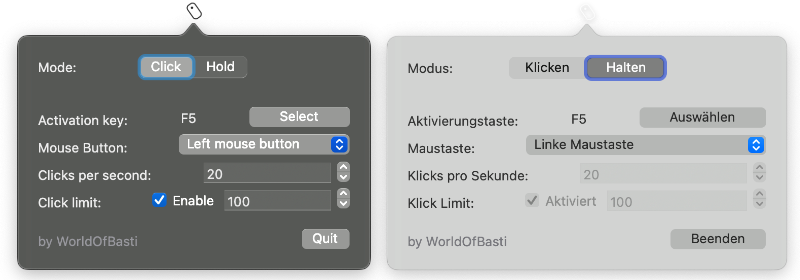 Mode: Click Hold
Activation key: F5 Select
Mouse Button: Left mouse button
Clicks per second: 20
Click limit: Enable 100
by WorldOfBasti Quit
Modus: Klicken Halten
Aktivierungstaste: F5 Auswählen
Maustaste: Linke Maustaste
Klicks pro Sekunde: 20
Klick Limit: Aktiviert 100
by WorldOfBasti Beenden